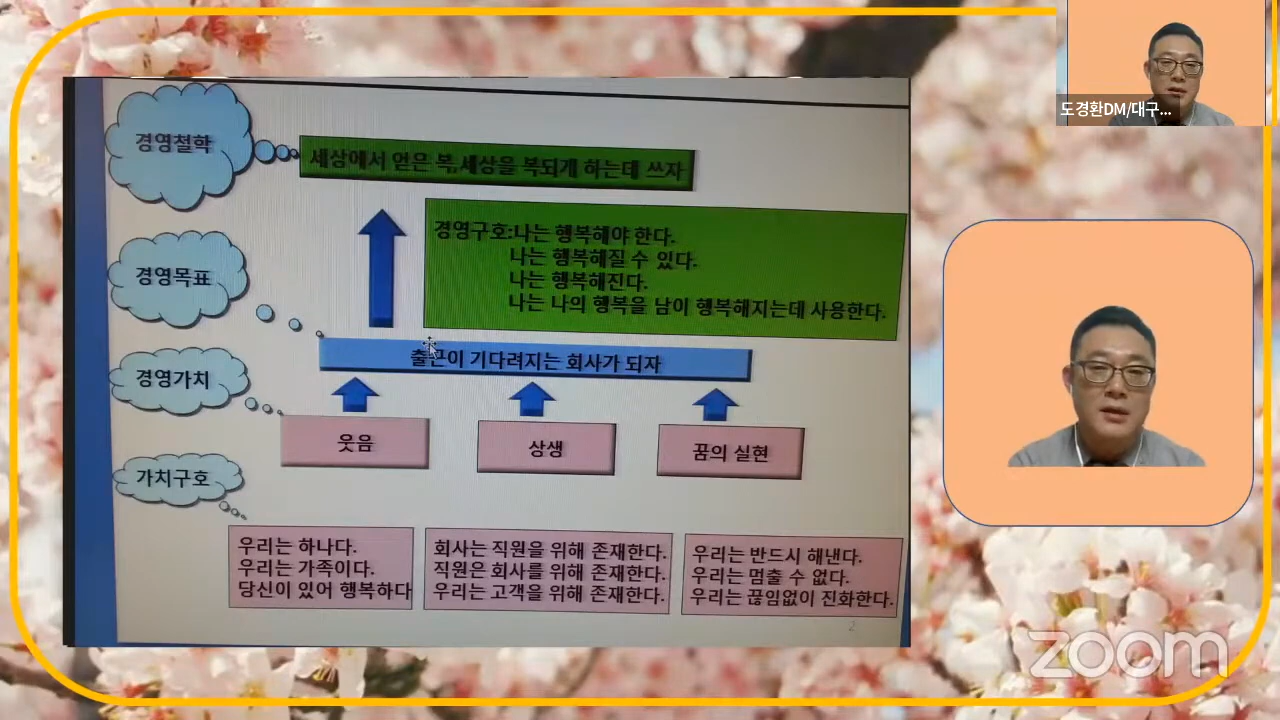 도경환DM/대구...
경영철학
세상에서 얻은 복,세상을 복되게 하는데 쓰자
경영구호:나는 행복해야 한다.
나는 행복해질 수 있다.
나는 행복해진다.
나는 나의 행복을 남이 행복해지는데 사용한다.
경영목표
출근이 기다려지는 회사가 되자
경영가치
웃음
상생
꿈의 실현
가치구호
우리는 하나다.
우리는 가족이다.
당신이 있어 행복하다
회사는 직원을 위해 존재한다.
직원은 회사를 위해 존재한다.
우리는 고객을 위해 존재한다.
우리는 반드시 해낸다.
우리는 멈출 수 없다.
우리는 끊임없이 진화한다.
2
zoom